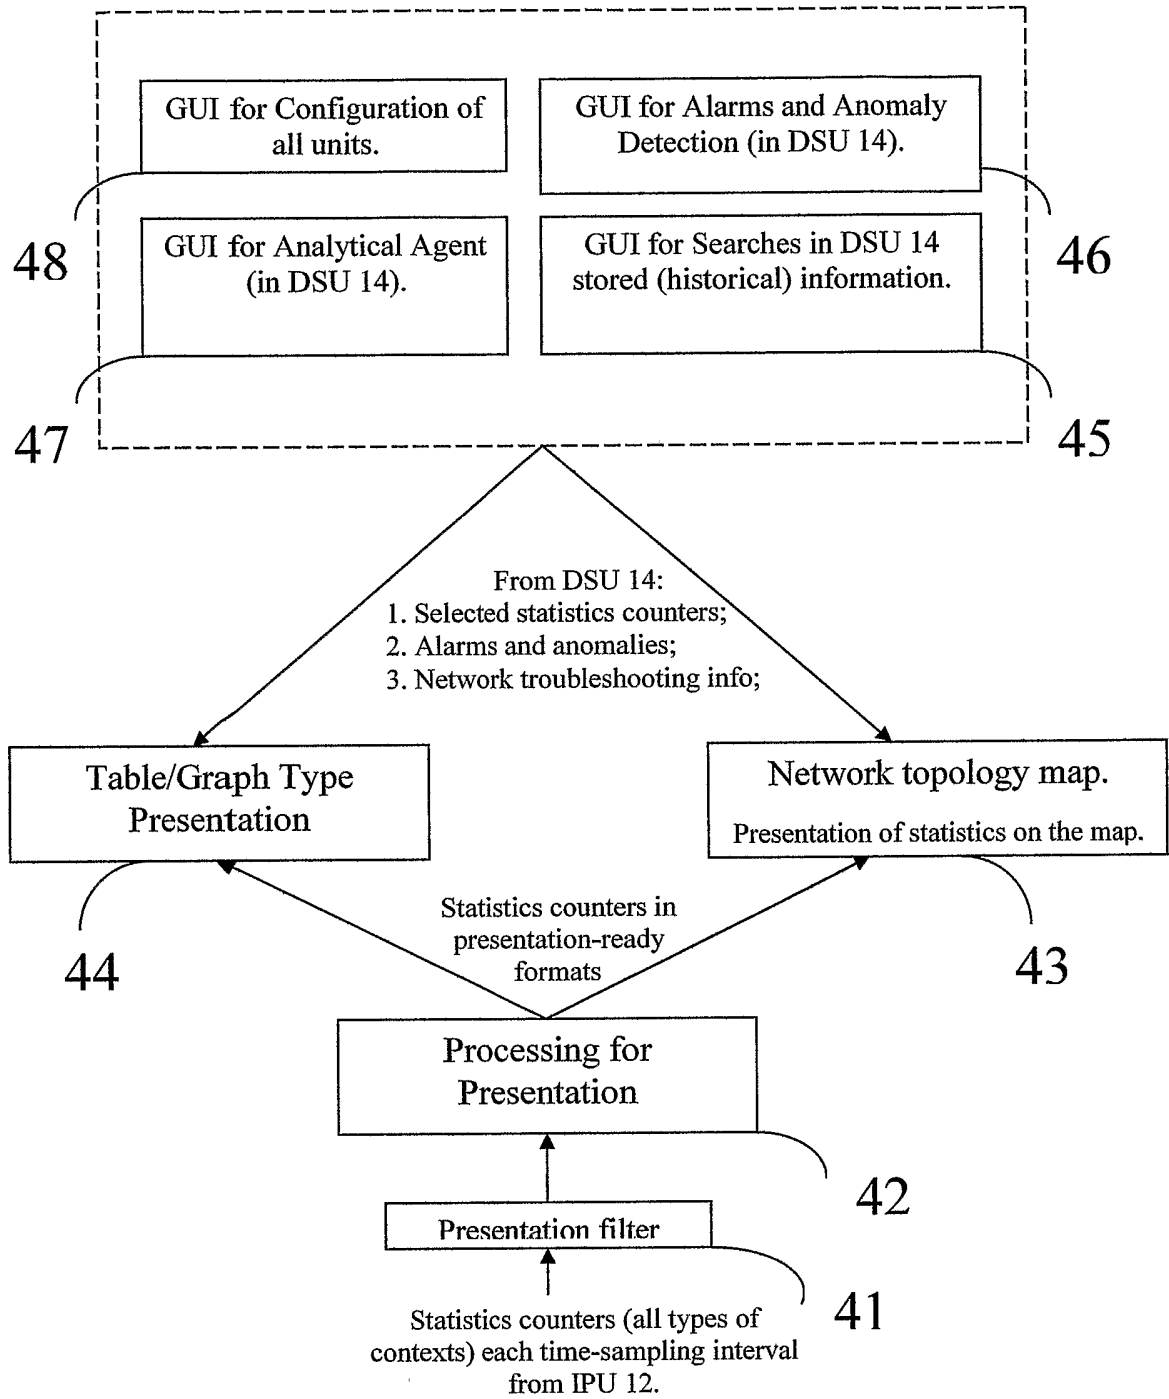 GUI for Configuration of
all units.
GUI for Alarms and Anomaly
Detection (in DSU 14).
48
46
GUI for Analytical Agent
(in DSU 14).
GUI for Searches in DSU 14
stored (historical) information.
47
45
From DSU 14:
1. Selected statistics counters;
2. Alarms and anomalies;
3. Network troubleshooting info;
Table/Graph Type
Presentation
Network topology map.
Presentation of statistics on the map.
44
43
Statistics counters in
presentation-ready
formats
Processing for
Presentation
42
Presentation filter
41
Statistics counters (all types of
contexts) each time-sampling interval
from IPU 12.